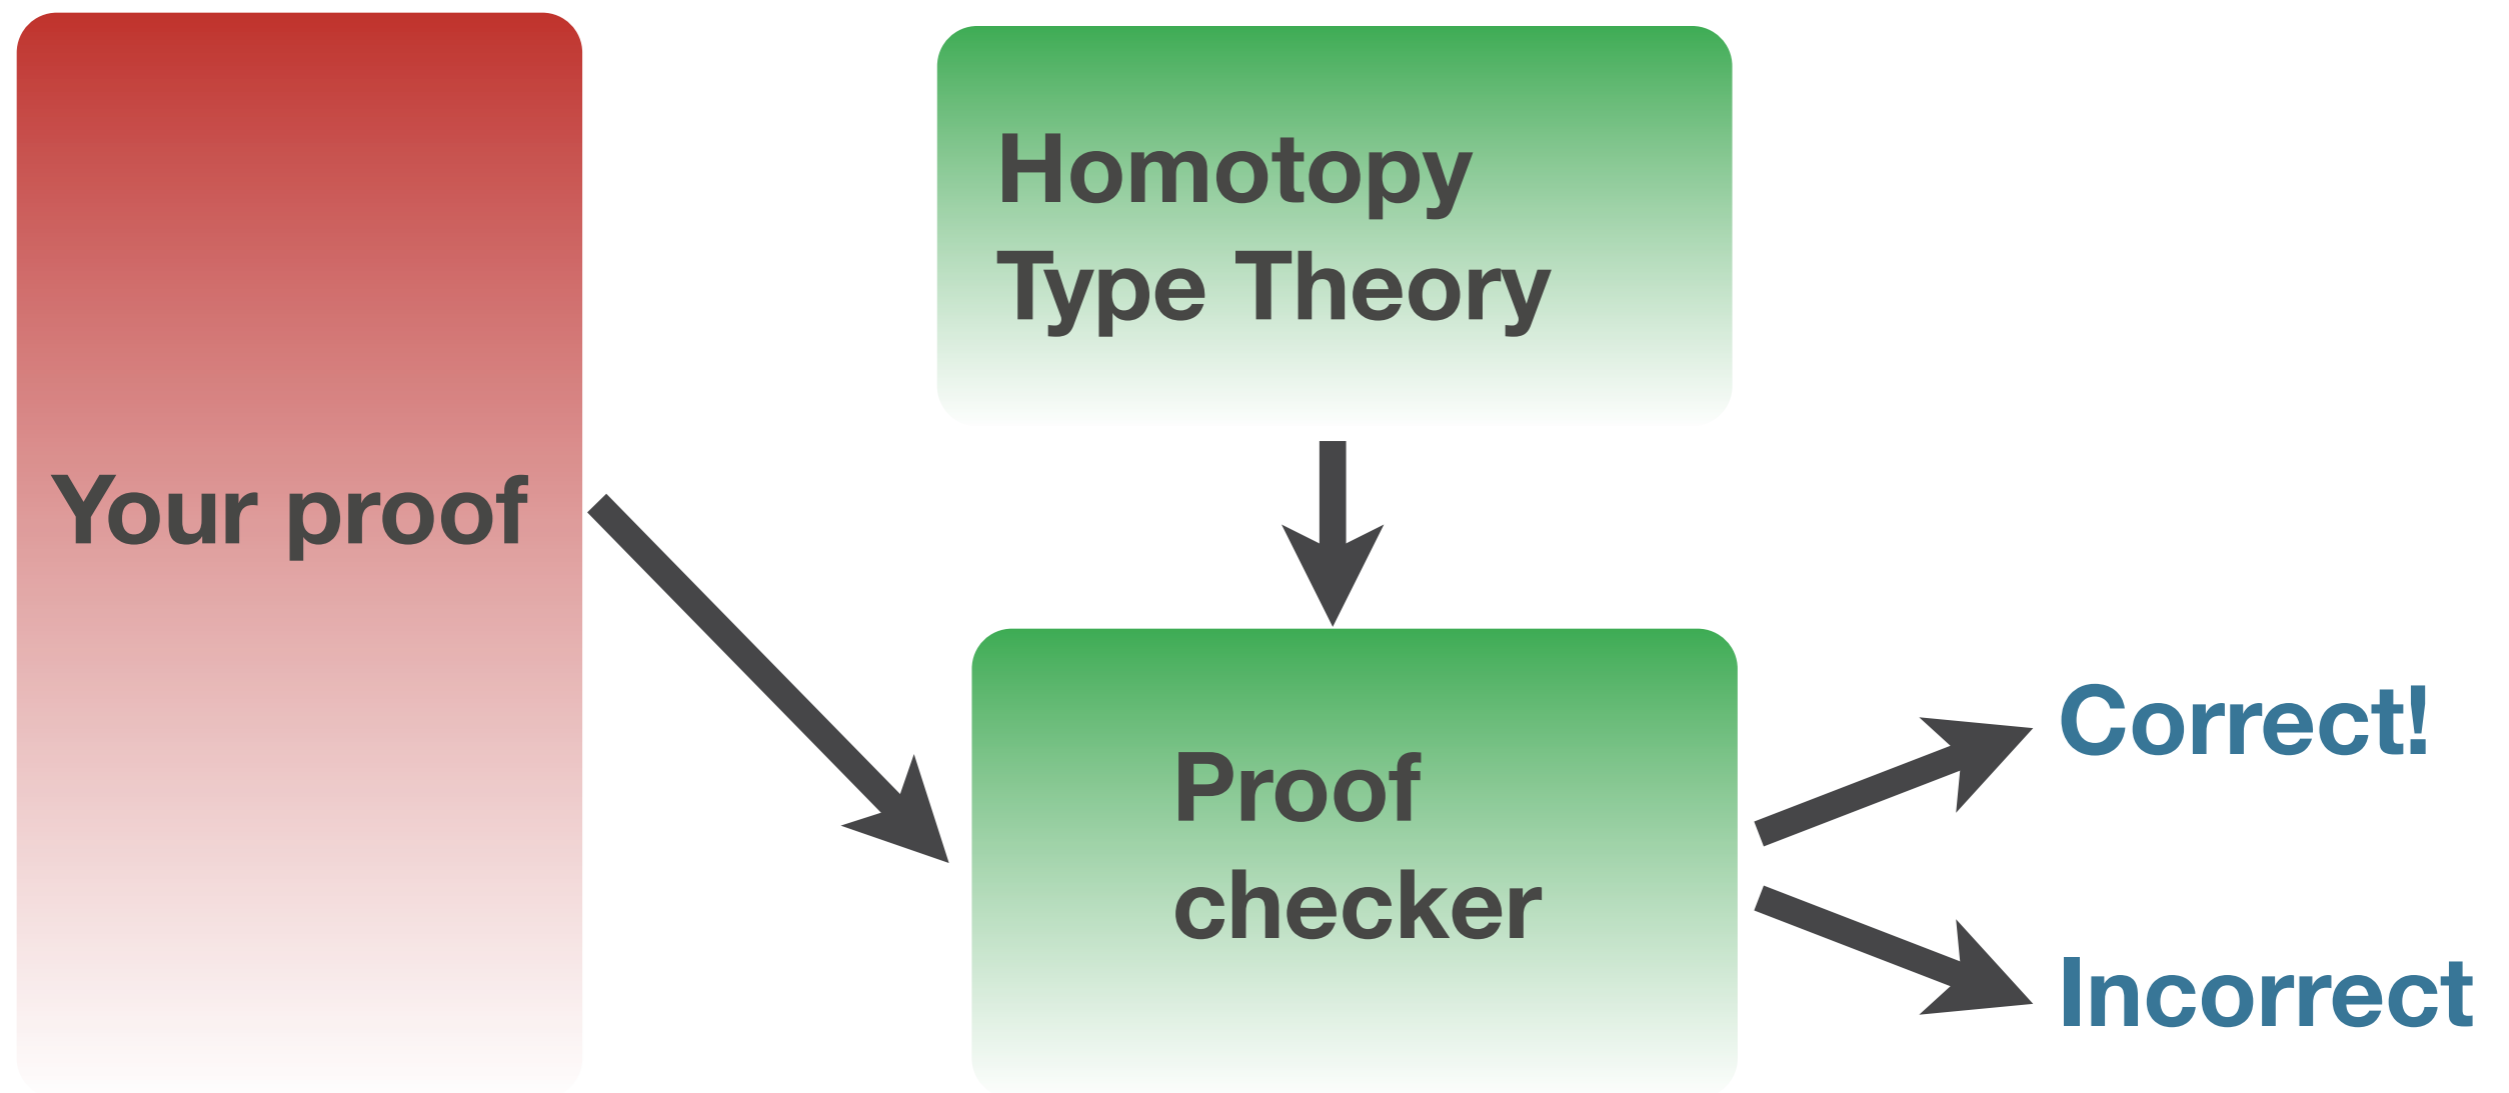 Your proof
Homotopy
Type Theory
Proof
checker
Correct!
Incorrect